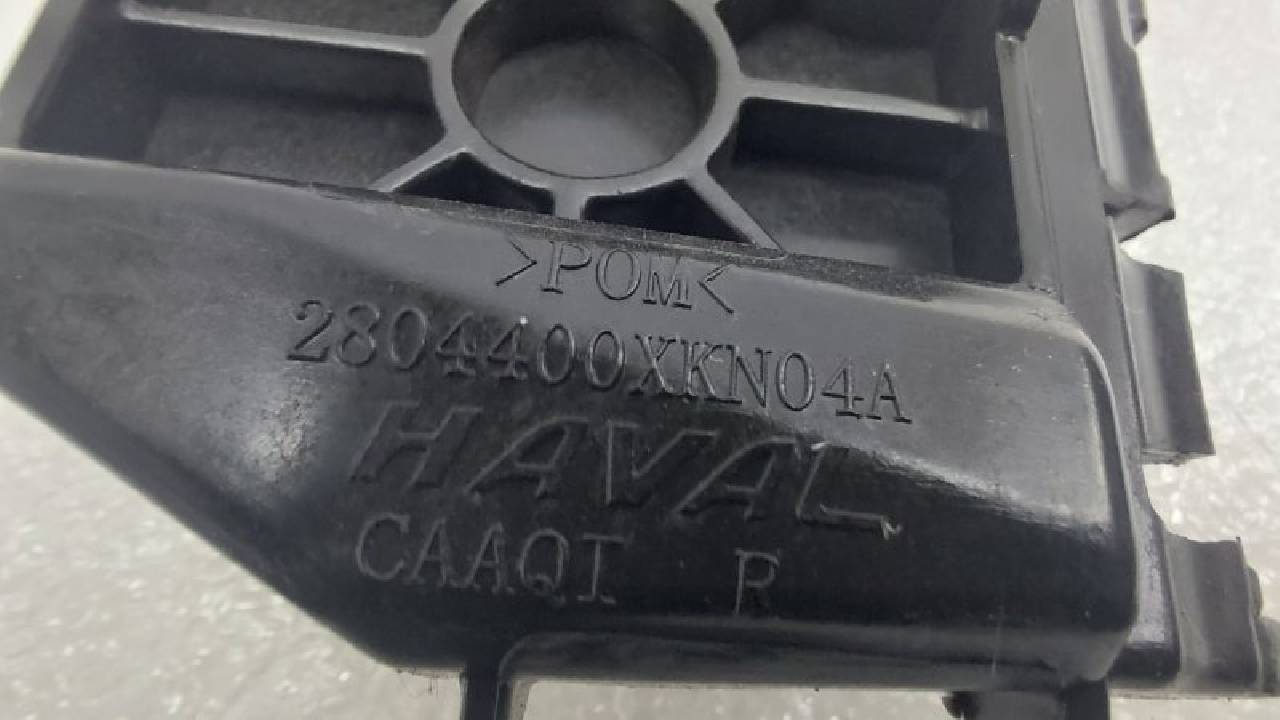 >POM<
2804400XKN04A
HAVAL
CAAQI R